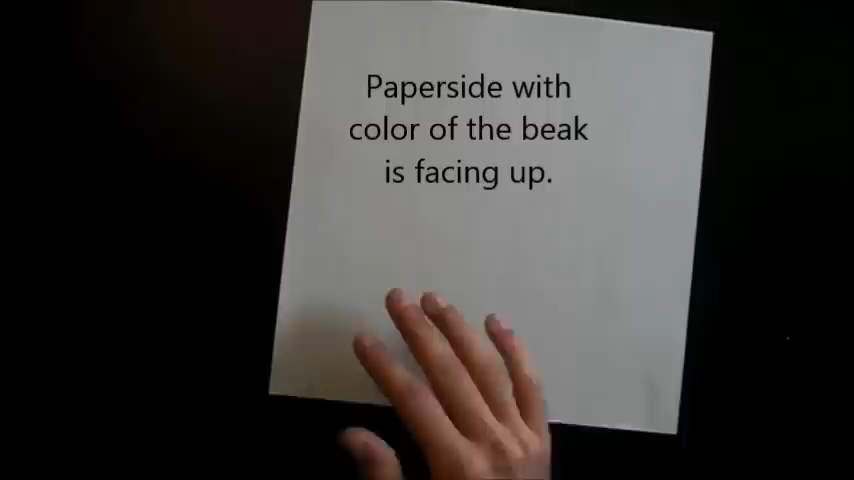 Paperside with
color of the beak
is facing up.